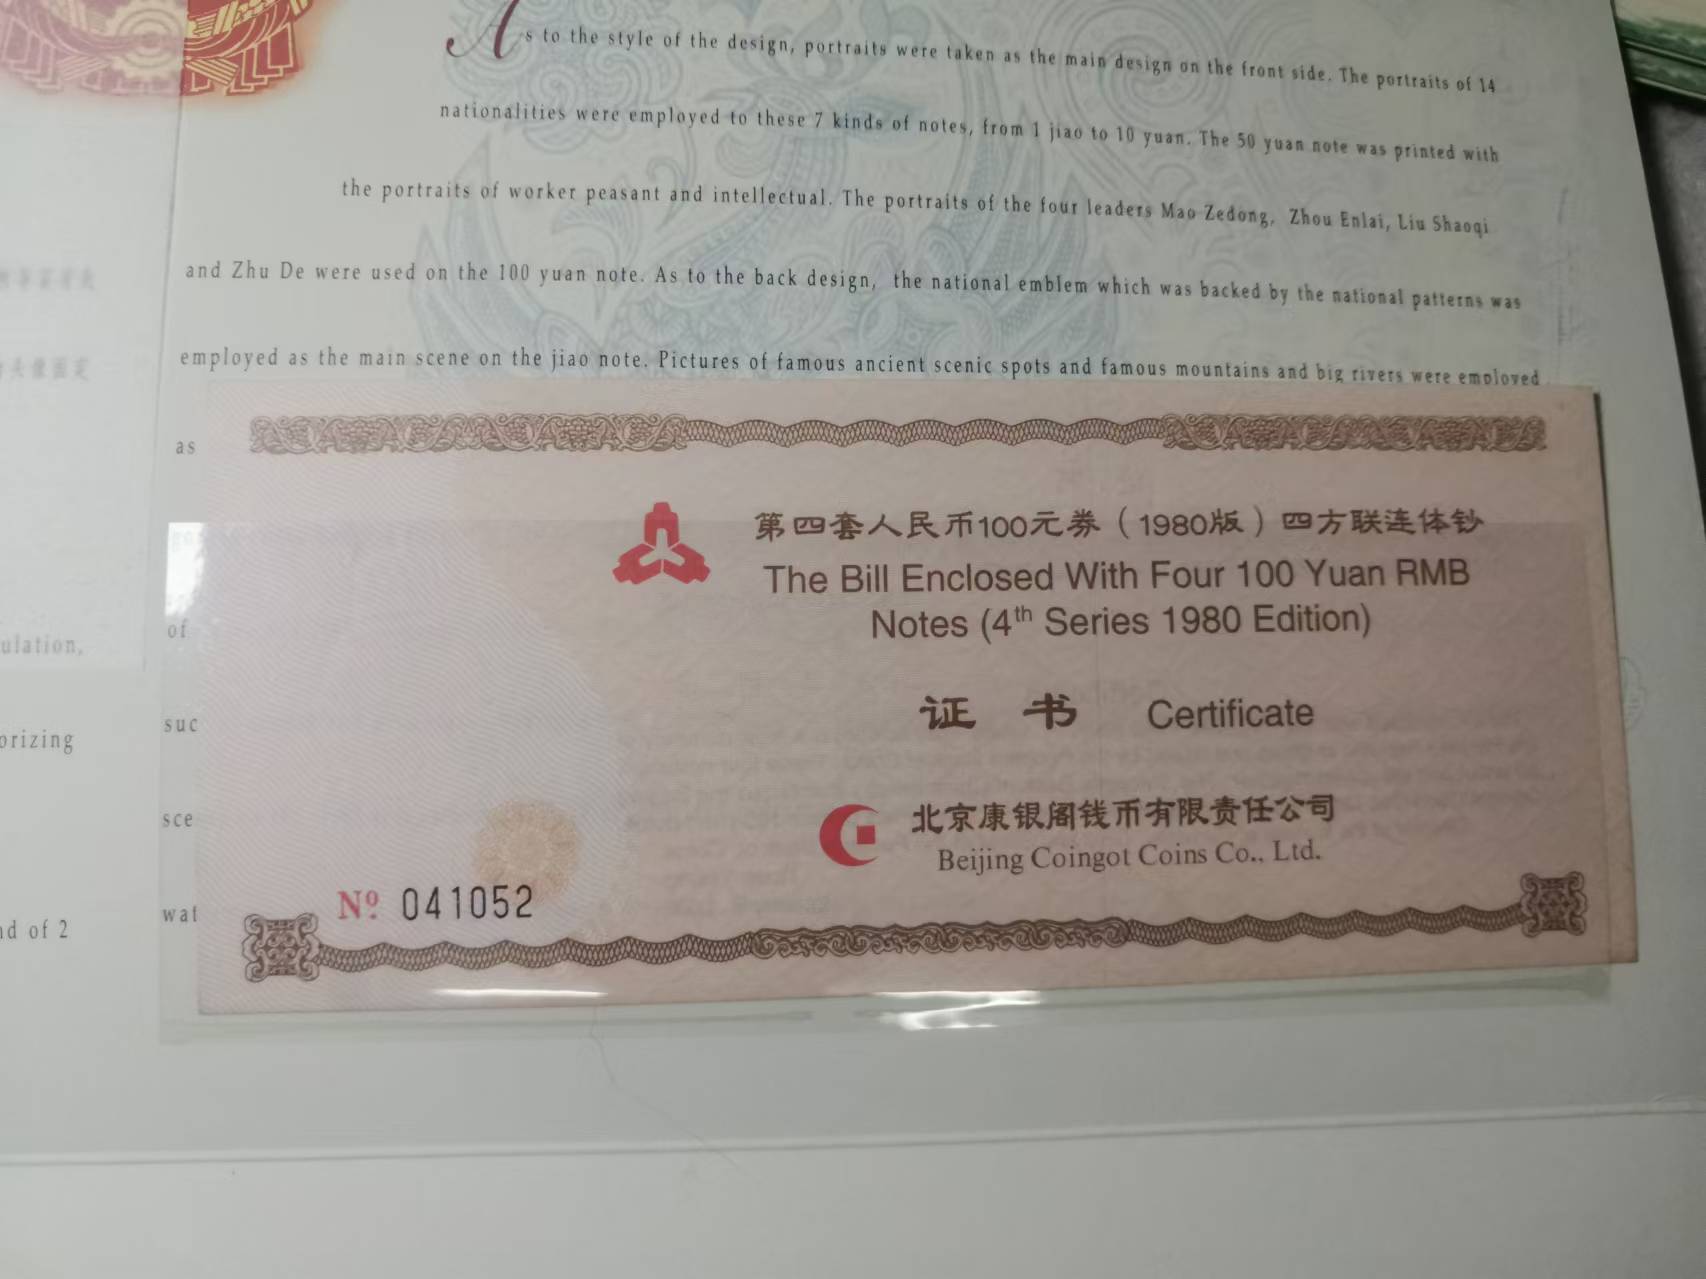 As to the style of the design, portraits were taken as the main design on the front side. The portraits of 14
nationalities were employed to these 7 kinds of notes, from 1 jiao to 10 yuan. The 50 yuan note was printed with
the portraits of worker peasant and intellectual. The portraits of the four leaders Mao Zedong, Zhou Enlai, Liu Shaoqi
and Zhu De were used on the 100 yuan note. As to the back design, the national emblem which was backed by the national patterns was
employed as the main scene on the jiao note. Pictures of famous ancient scenic spots and famous mountains and big rivers were employed
as
of
suc
sce
wat
ulation,
orizing
nd of 2
第四套人民币100元券（1980版）四方联连体钞
The Bill Enclosed With Four 100 Yuan RMB
Notes (4th Series 1980 Edition)
证 书 Certificate
北京康银阁钱币有限责任公司
Beijing Coingot Coins Co., Ltd.
Nº 041052